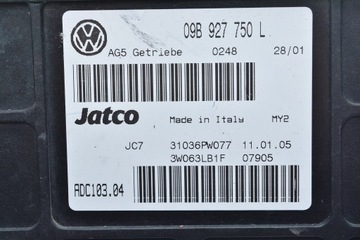 09B 927 750 L
AG5 Getriebe 0248 28/01
Jatco Made in Italy MY2
JC7 31036PW077 11.01.05
3W063LB1F 07905
ADC103.04